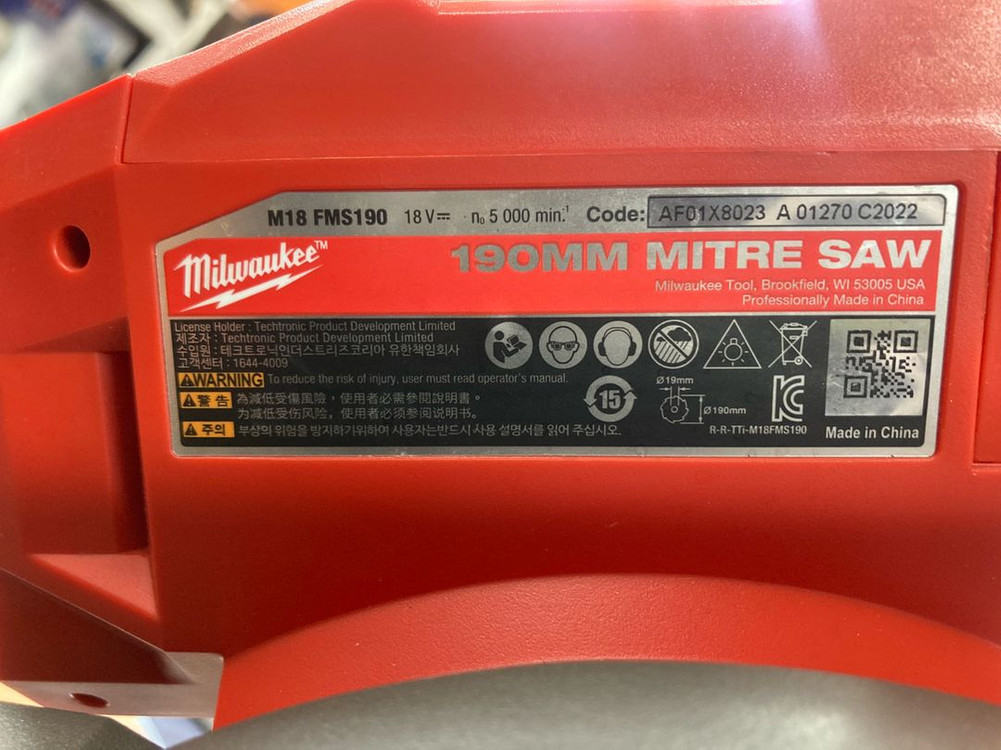 M18 FMS190 18 V⎓ n₀ 5 000 min.⁻¹ Code: AF01X8023 A 01270 C2022
Milwaukee™
190MM MITRE SAW
Milwaukee Tool, Brookfield, WI 53005 USA
Professionally Made in China
License Holder : Techtronic Product Development Limited
제조자 : Techtronic Product Development Limited
수입원 : 테크트로닉인더스트리즈코리아 유한책임회사
고객센터 : 1644-4009
WARNING To reduce the risk of injury, user must read operator's manual.
警 告 為減低受傷風險，使用者必需參閱說明書。
为减低受伤风险，使用者必须参阅说明书。
주의 부상의 위험을 방지하기위하여 사용자는반드시 사용 설명서를 읽어 주십시오.
15
Ø19mm
Ø190mm
R-R-TTi-M18FMS190
Made in China